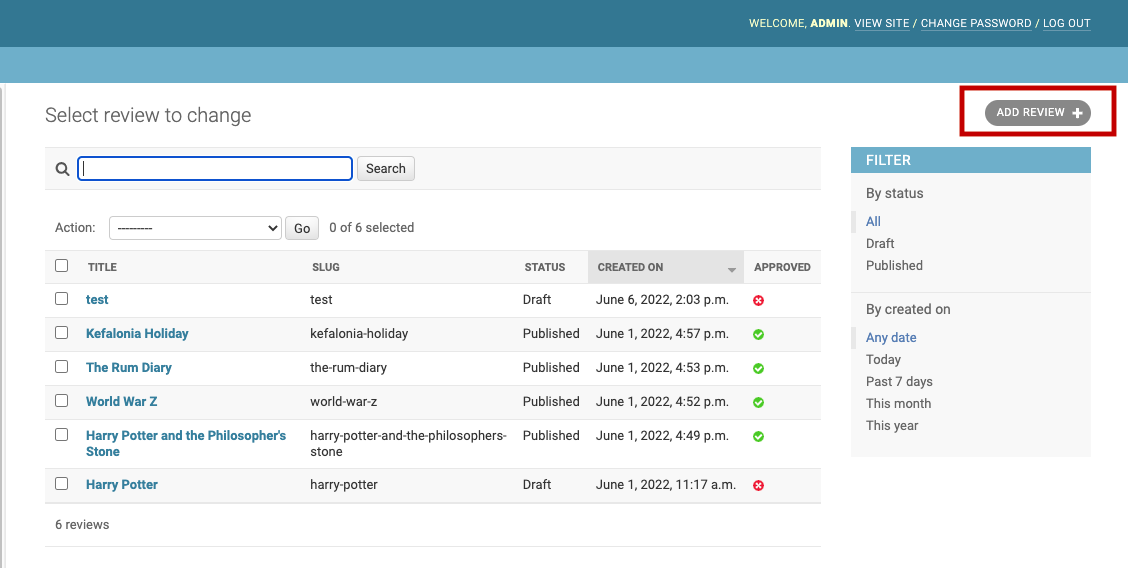 WELCOME, ADMIN. VIEW SITE / CHANGE PASSWORD / LOG OUT
Select review to change
ADD REVIEW +
Search
Action: --------- Go 0 of 6 selected
TITLE SLUG STATUS CREATED ON APPROVED
test test Draft June 6, 2022, 2:03 p.m.
Kefalonia Holiday kefalonia-holiday Published June 1, 2022, 4:57 p.m.
The Rum Diary the-rum-diary Published June 1, 2022, 4:53 p.m.
World War Z world-war-z Published June 1, 2022, 4:52 p.m.
Harry Potter and the Philosopher's harry-potter-and-the-philosophers- Published June 1, 2022, 4:49 p.m.
Stone stone
Harry Potter harry-potter Draft June 1, 2022, 11:17 a.m.
6 reviews
FILTER
By status
All
Draft
Published
By created on
Any date
Today
Past 7 days
This month
This year